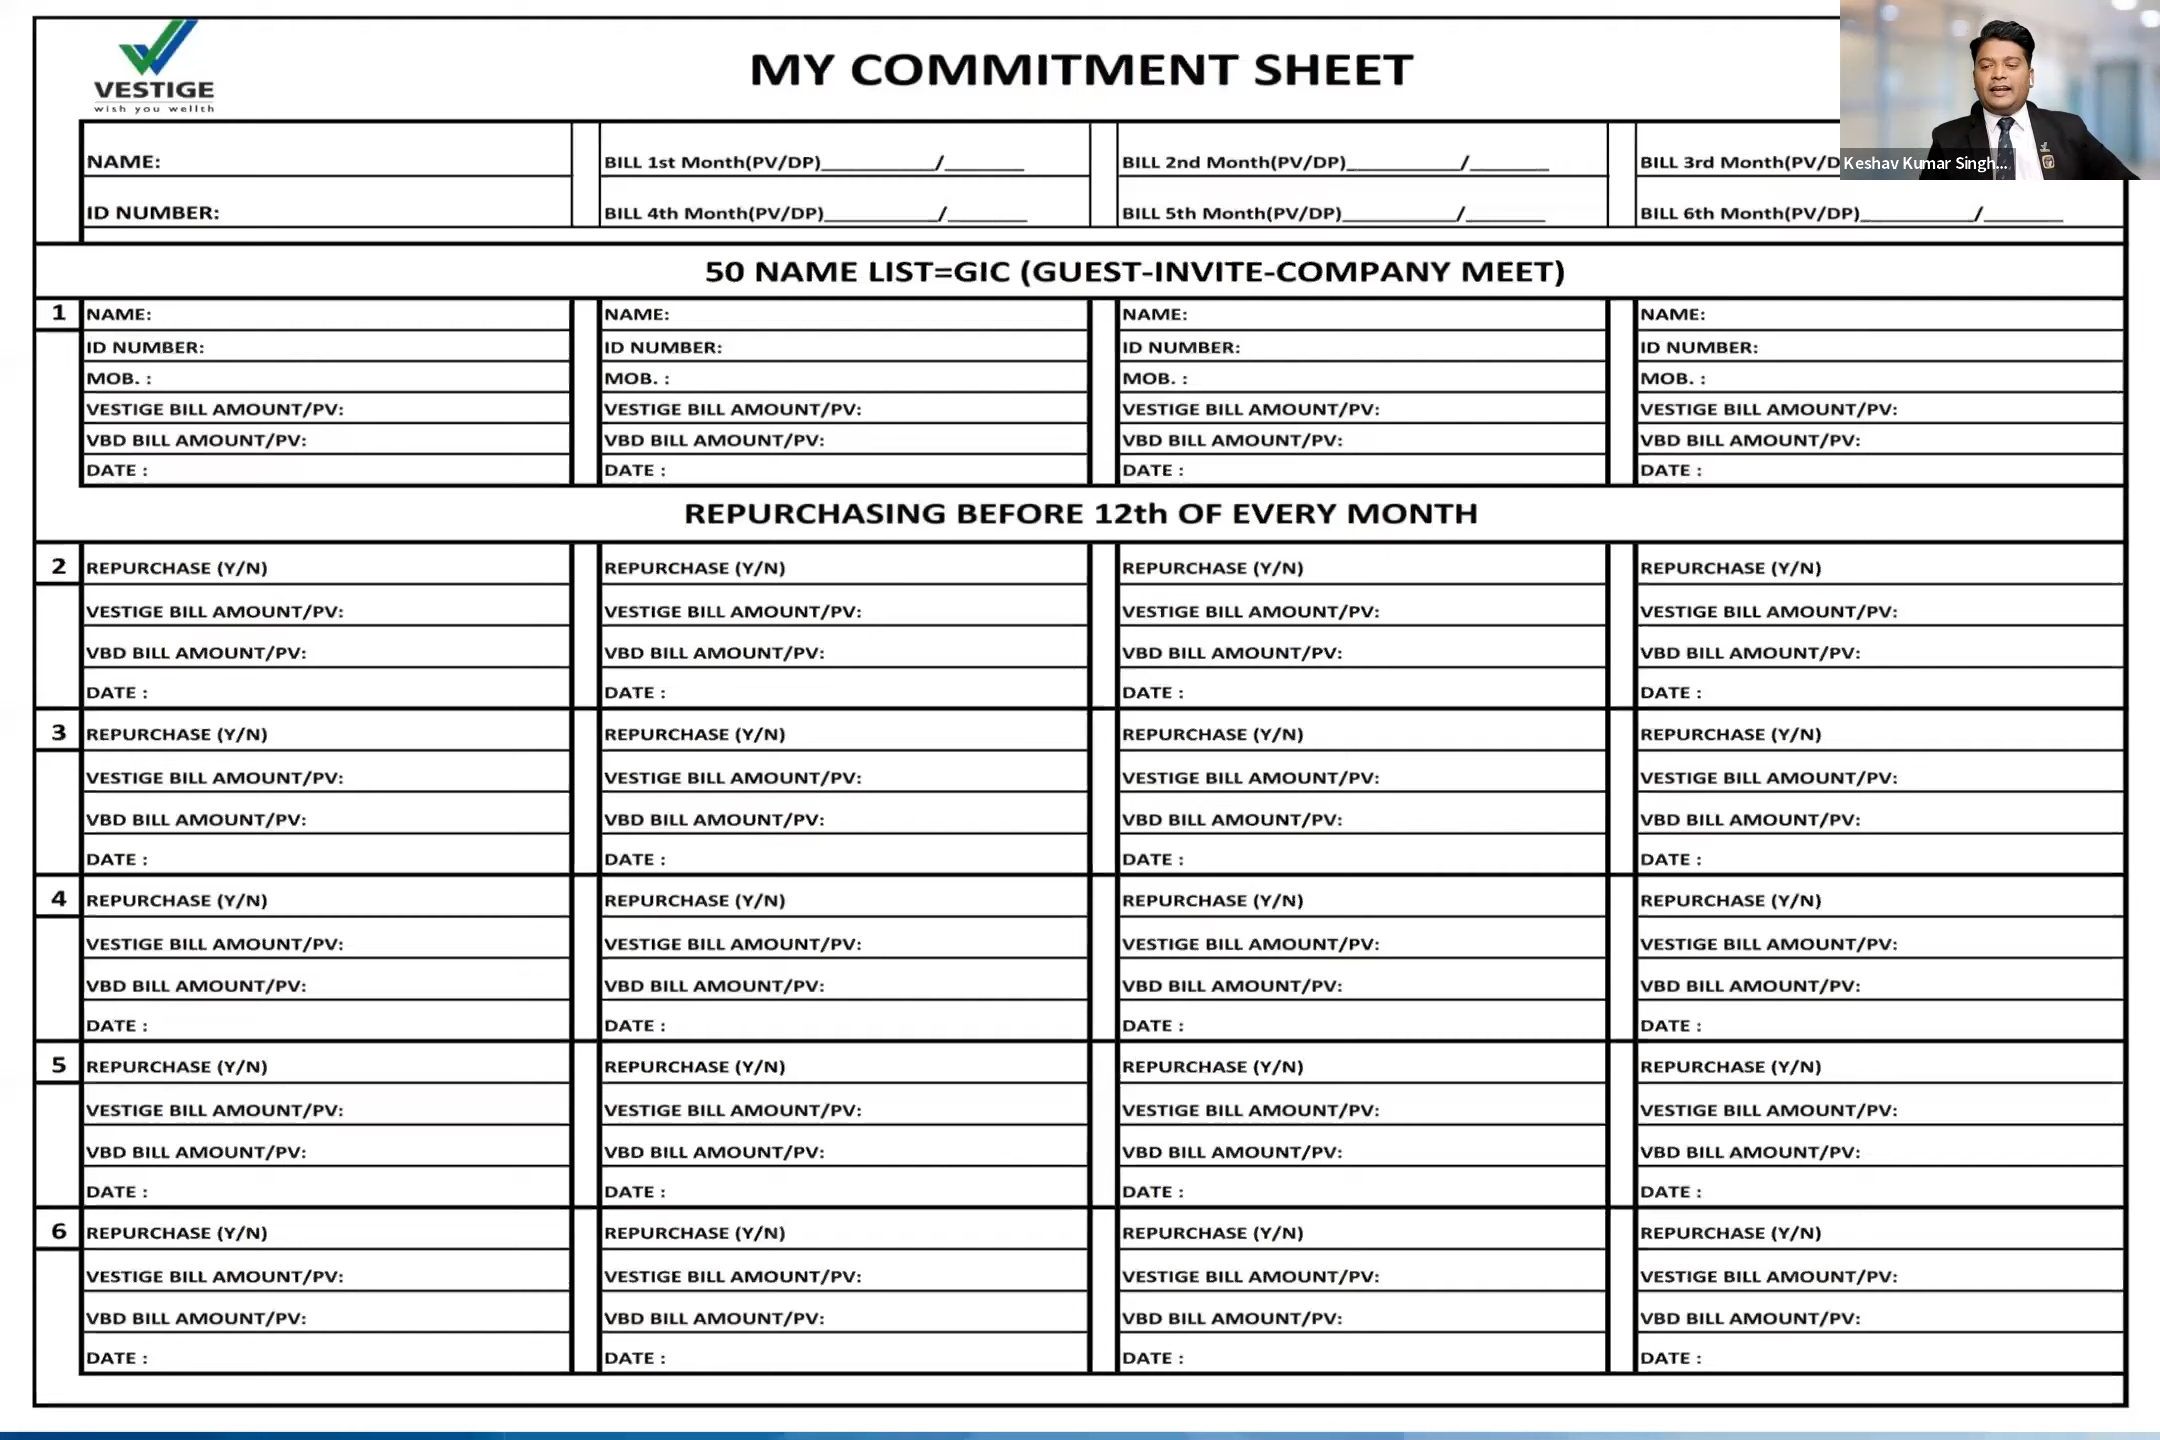 VESTIGE
wish you wellth
MY COMMITMENT SHEET
Keshav Kumar Singh...
NAME: BILL 1st Month(PV/DP)__________/_______ BILL 2nd Month(PV/DP)__________/_______ BILL 3rd Month(PV/D
ID NUMBER: BILL 4th Month(PV/DP)__________/_______ BILL 5th Month(PV/DP)__________/_______ BILL 6th Month(PV/DP)__________/_______
50 NAME LIST=GIC (GUEST-INVITE-COMPANY MEET)
1 NAME: NAME: NAME: NAME:
ID NUMBER: ID NUMBER: ID NUMBER: ID NUMBER:
MOB. : MOB. : MOB. : MOB. :
VESTIGE BILL AMOUNT/PV: VESTIGE BILL AMOUNT/PV: VESTIGE BILL AMOUNT/PV: VESTIGE BILL AMOUNT/PV:
VBD BILL AMOUNT/PV: VBD BILL AMOUNT/PV: VBD BILL AMOUNT/PV: VBD BILL AMOUNT/PV:
DATE : DATE : DATE : DATE :
REPURCHASING BEFORE 12th OF EVERY MONTH
2 REPURCHASE (Y/N) REPURCHASE (Y/N) REPURCHASE (Y/N) REPURCHASE (Y/N)
VESTIGE BILL AMOUNT/PV: VESTIGE BILL AMOUNT/PV: VESTIGE BILL AMOUNT/PV: VESTIGE BILL AMOUNT/PV:
VBD BILL AMOUNT/PV: VBD BILL AMOUNT/PV: VBD BILL AMOUNT/PV: VBD BILL AMOUNT/PV:
DATE : DATE : DATE : DATE :
3 REPURCHASE (Y/N) REPURCHASE (Y/N) REPURCHASE (Y/N) REPURCHASE (Y/N)
VESTIGE BILL AMOUNT/PV: VESTIGE BILL AMOUNT/PV: VESTIGE BILL AMOUNT/PV: VESTIGE BILL AMOUNT/PV:
VBD BILL AMOUNT/PV: VBD BILL AMOUNT/PV: VBD BILL AMOUNT/PV: VBD BILL AMOUNT/PV:
DATE : DATE : DATE : DATE :
4 REPURCHASE (Y/N) REPURCHASE (Y/N) REPURCHASE (Y/N) REPURCHASE (Y/N)
VESTIGE BILL AMOUNT/PV: VESTIGE BILL AMOUNT/PV: VESTIGE BILL AMOUNT/PV: VESTIGE BILL AMOUNT/PV:
VBD BILL AMOUNT/PV: VBD BILL AMOUNT/PV: VBD BILL AMOUNT/PV: VBD BILL AMOUNT/PV:
DATE : DATE : DATE : DATE :
5 REPURCHASE (Y/N) REPURCHASE (Y/N) REPURCHASE (Y/N) REPURCHASE (Y/N)
VESTIGE BILL AMOUNT/PV: VESTIGE BILL AMOUNT/PV: VESTIGE BILL AMOUNT/PV: VESTIGE BILL AMOUNT/PV:
VBD BILL AMOUNT/PV: VBD BILL AMOUNT/PV: VBD BILL AMOUNT/PV: VBD BILL AMOUNT/PV:
DATE : DATE : DATE : DATE :
6 REPURCHASE (Y/N) REPURCHASE (Y/N) REPURCHASE (Y/N) REPURCHASE (Y/N)
VESTIGE BILL AMOUNT/PV: VESTIGE BILL AMOUNT/PV: VESTIGE BILL AMOUNT/PV: VESTIGE BILL AMOUNT/PV:
VBD BILL AMOUNT/PV: VBD BILL AMOUNT/PV: VBD BILL AMOUNT/PV: VBD BILL AMOUNT/PV:
DATE : DATE : DATE : DATE :